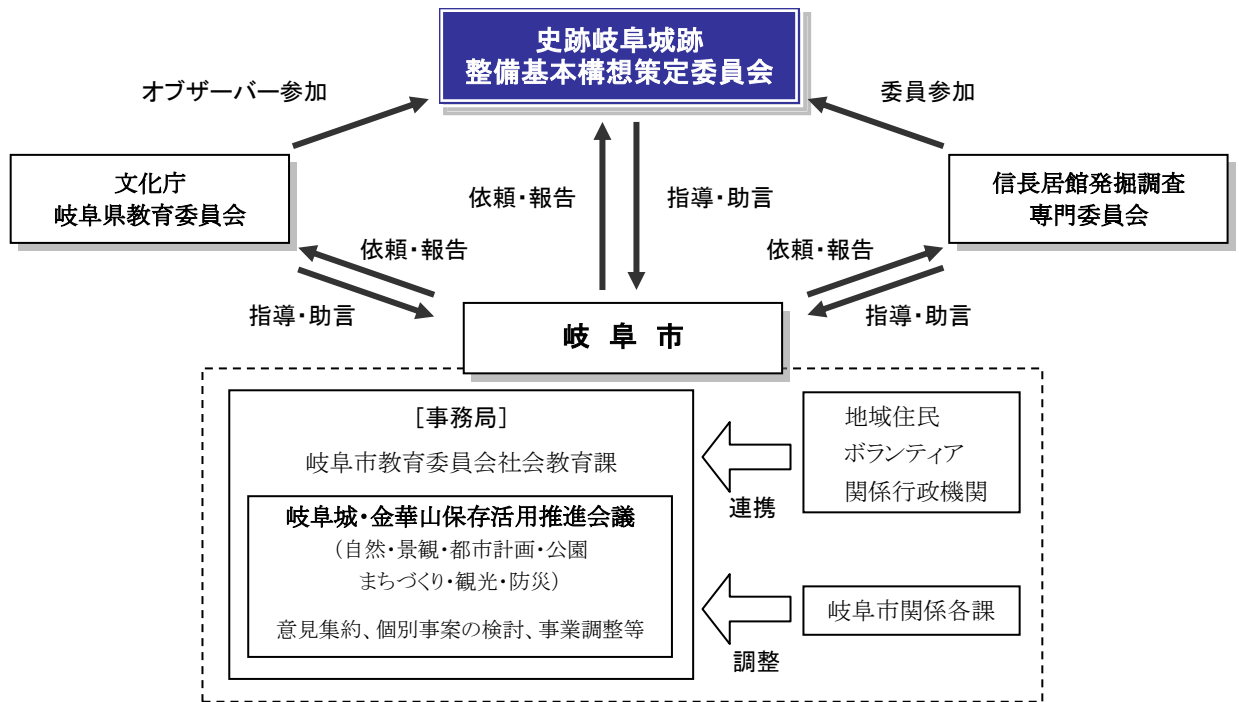 史跡岐阜城跡
整備基本構想策定委員会
オブザーバー参加
委員参加
文化庁
岐阜県教育委員会
依頼・報告
指導・助言
信長居館発掘調査
専門委員会
依頼・報告
指導・助言
依頼・報告
指導・助言
岐阜市
[事務局]
岐阜市教育委員会社会教育課
岐阜城・金華山保存活用推進会議
（自然・景観・都市計画・公園
まちづくり・観光・防災）
意見集約、個別事案の検討、事業調整等
地域住民
ボランティア
関係行政機関
連携
岐阜市関係各課
調整